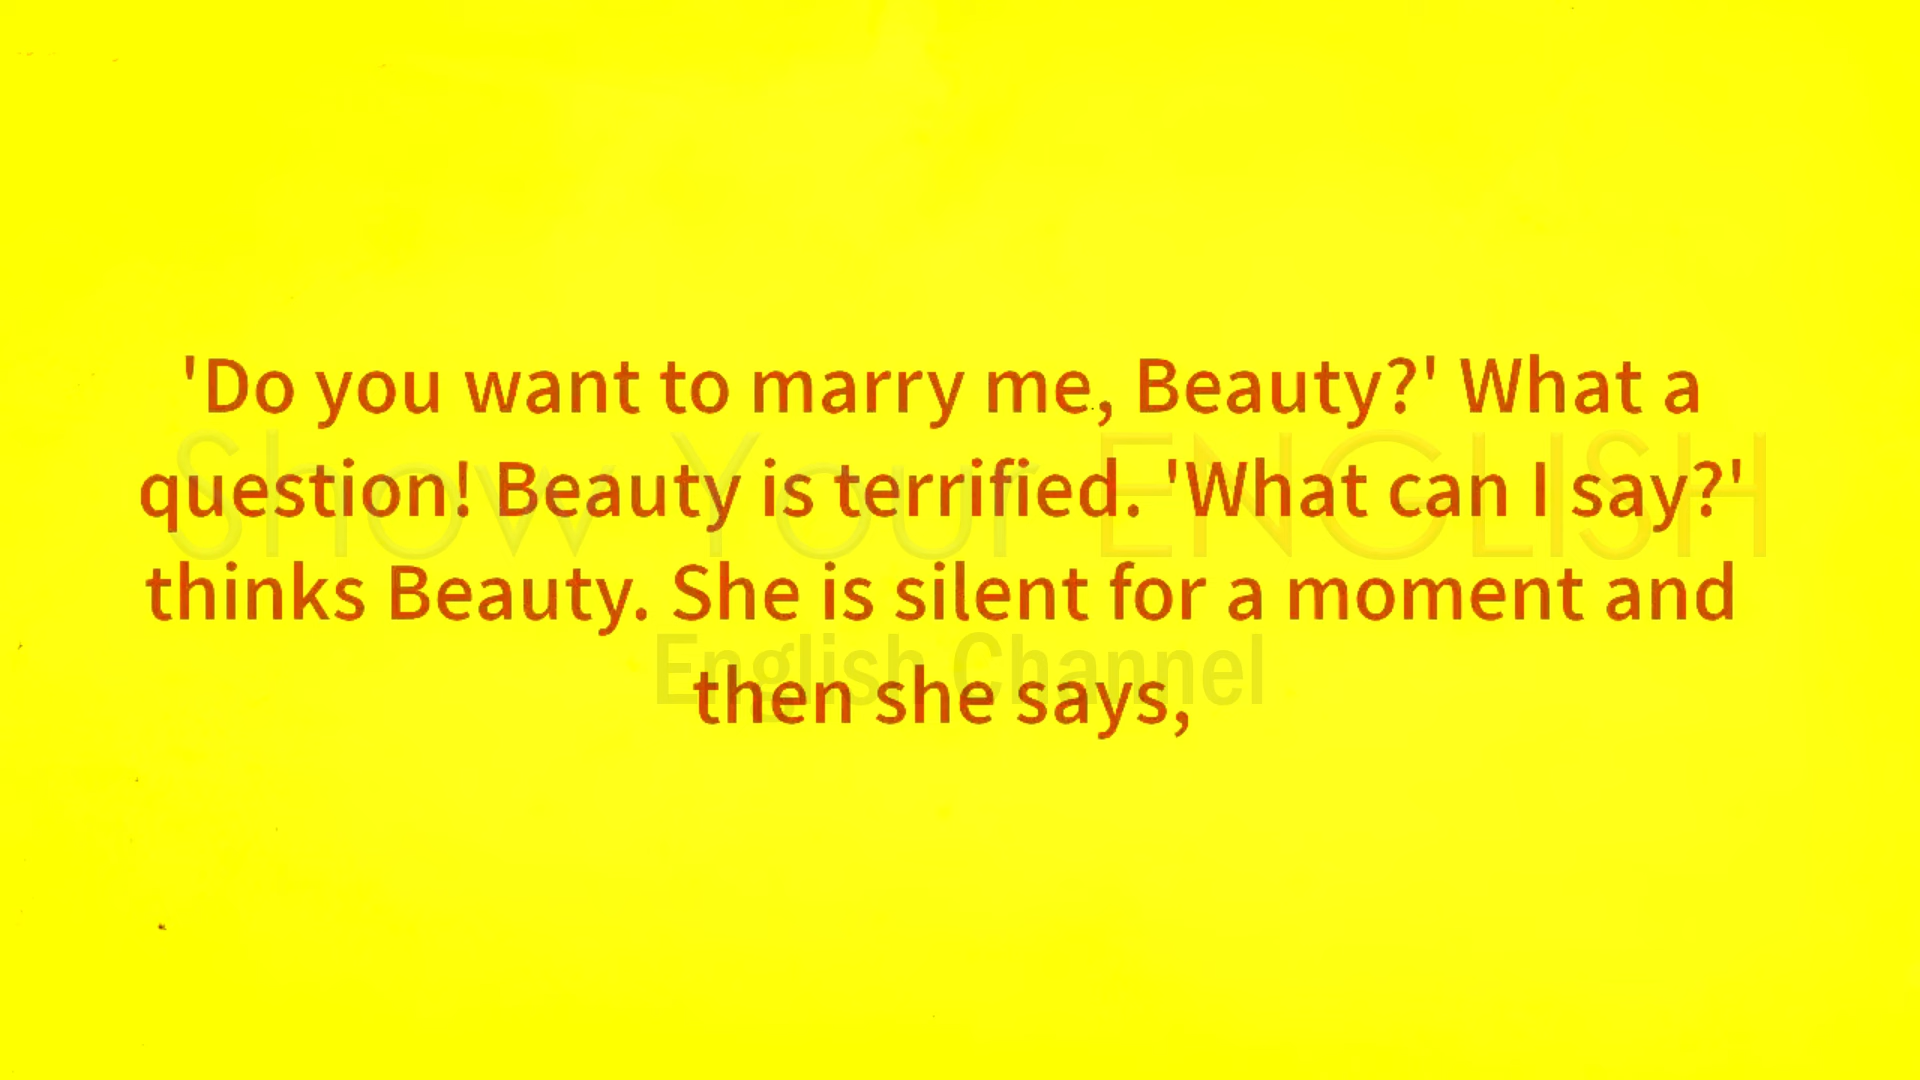 'Do you want to marry me, Beauty?' What a
question! Beauty is terrified. 'What can I say?'
thinks Beauty. She is silent for a moment and
then she says,
Show Your ENGLISH
English Channel